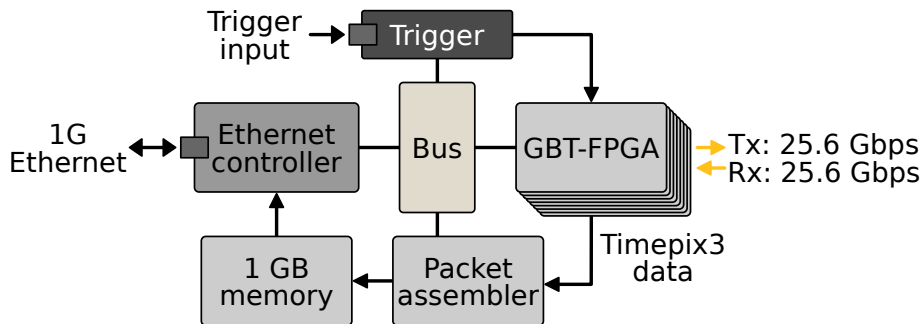 Trigger
input
Trigger
1G
Ethernet
Ethernet
controller
Bus
GBT-FPGA
Tx: 25.6 Gbps
Rx: 25.6 Gbps
1 GB
memory
Packet
assembler
Timepix3
data